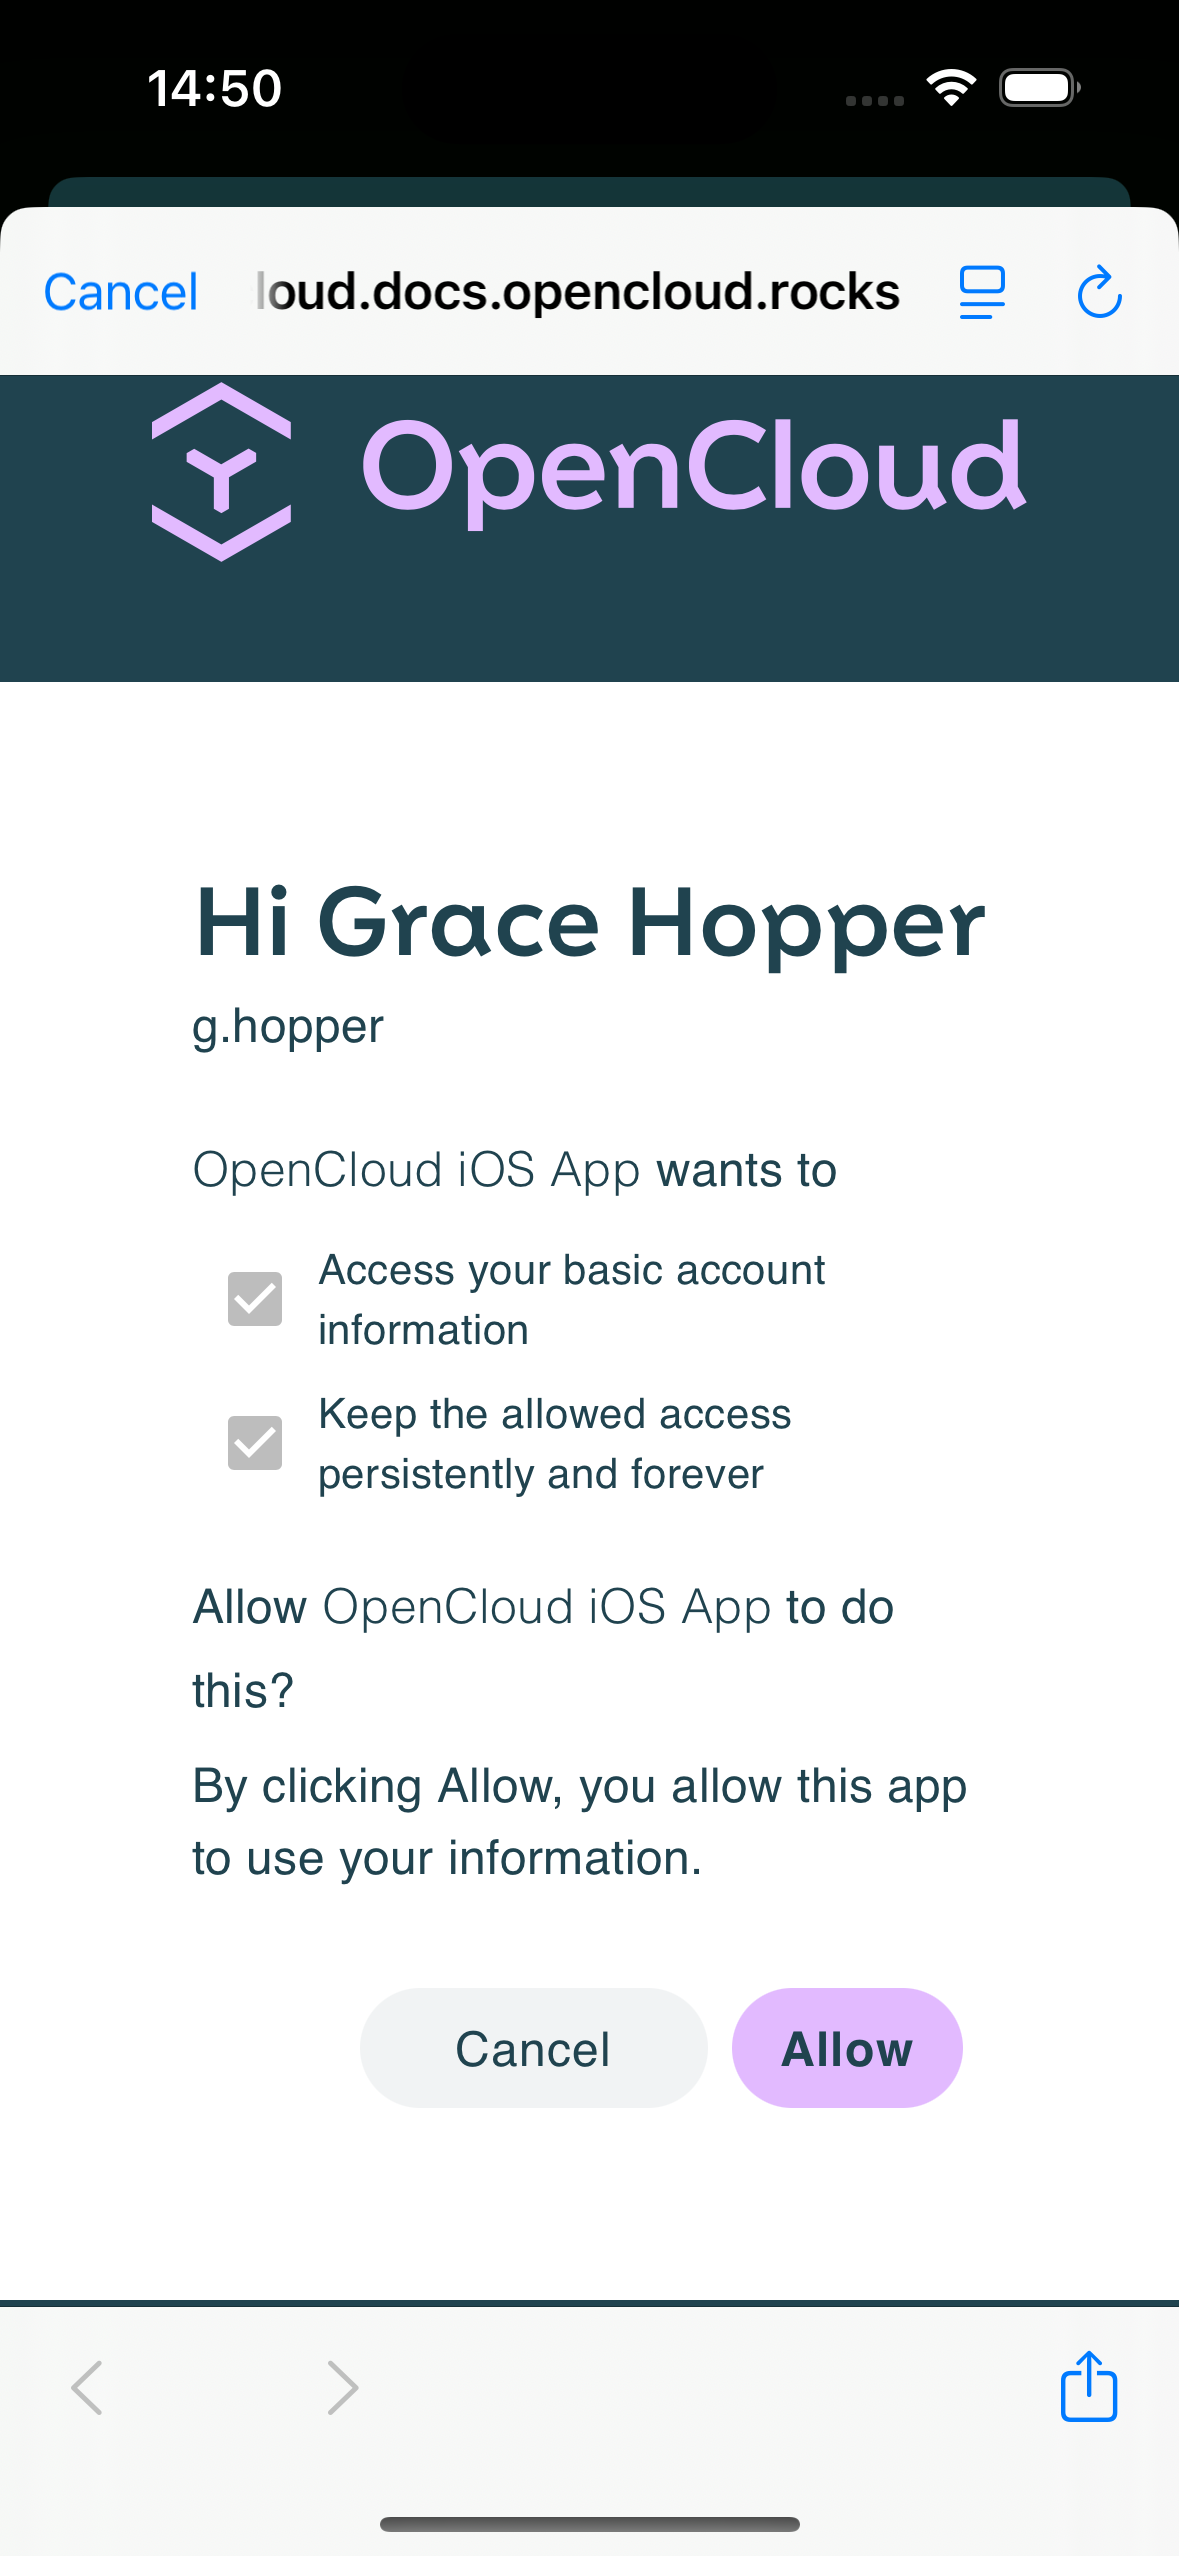 14:50
Cancel loud.docs.opencloud.rocks
OpenCloud
Hi Grace Hopper
g.hopper
OpenCloud iOS App wants to
Access your basic account
information
Keep the allowed access
persistently and forever
Allow OpenCloud iOS App to do
this?
By clicking Allow, you allow this app
to use your information.
Cancel Allow